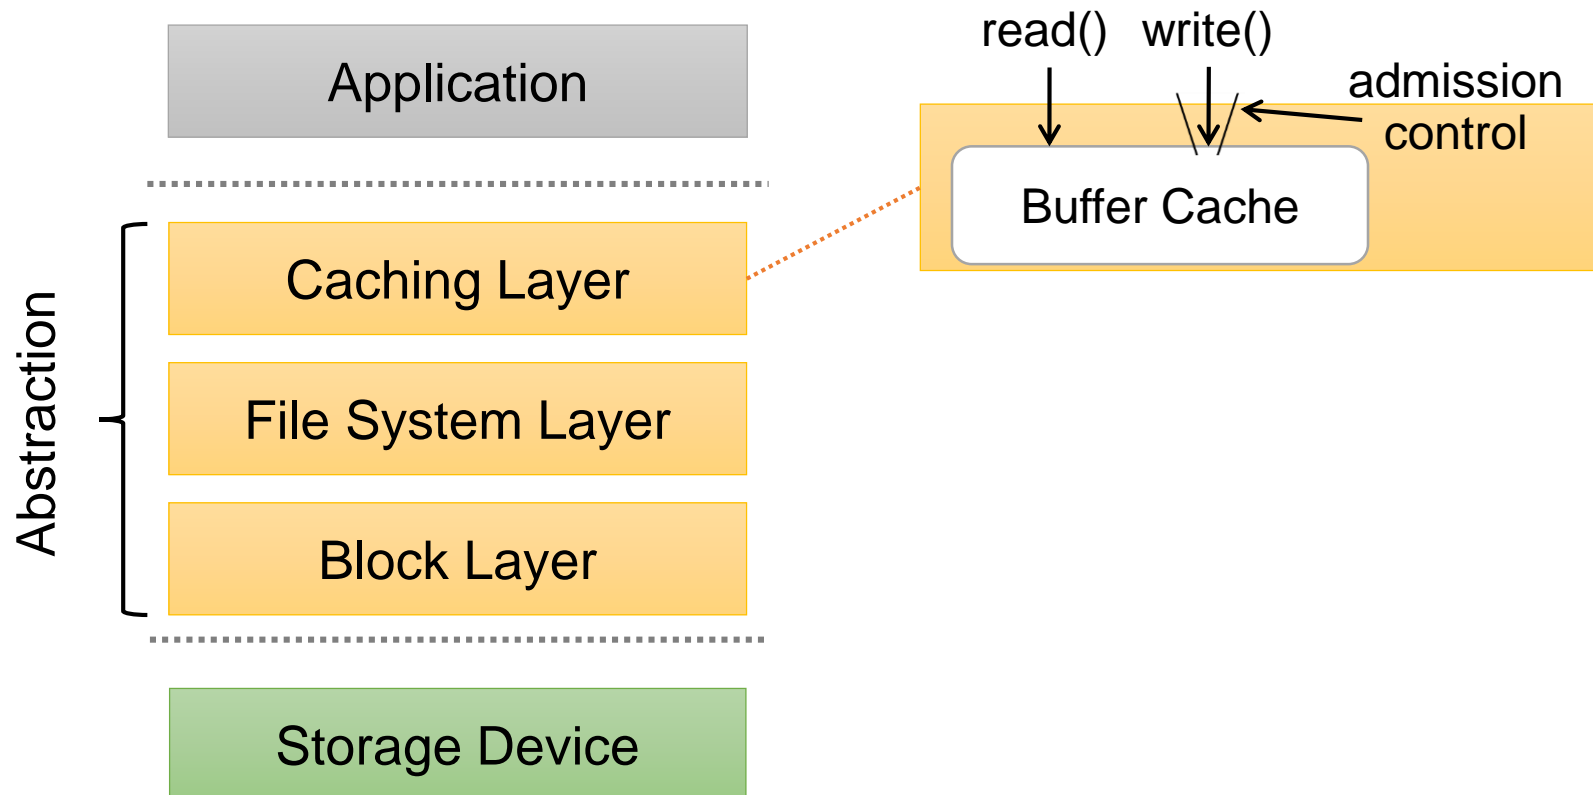 Application
Abstraction
Caching Layer
File System Layer
Block Layer
Storage Device
read() write()
admission
control
Buffer Cache